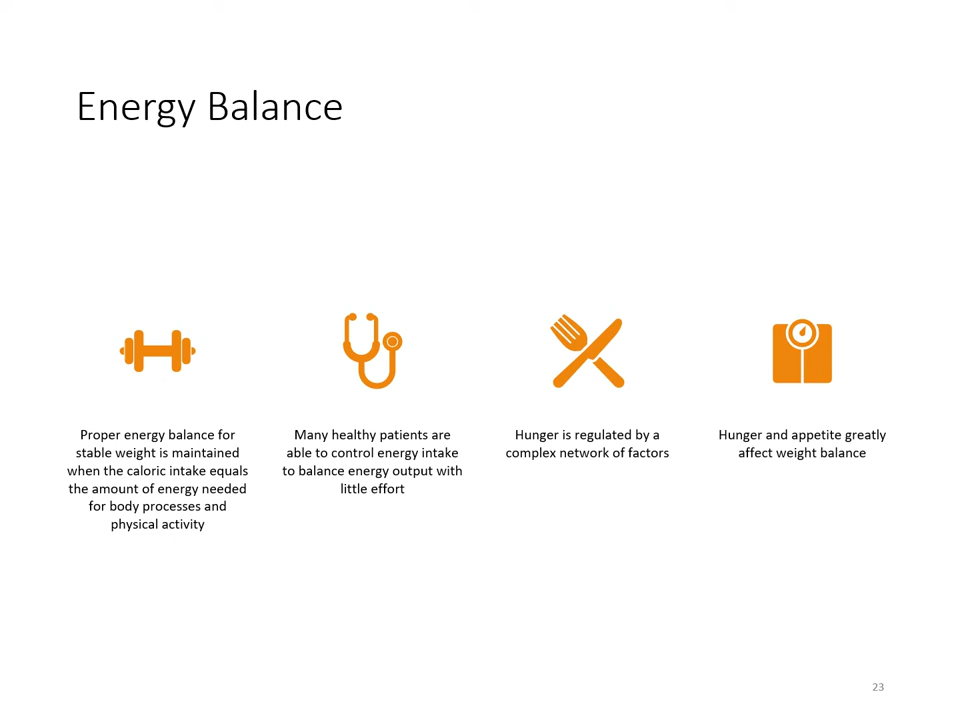 Energy Balance
Proper energy balance for
stable weight is maintained
when the caloric intake equals
the amount of energy needed
for body processes and
physical activity
Many healthy patients are
able to control energy intake
to balance energy output with
little effort
Hunger is regulated by a
complex network of factors
Hunger and appetite greatly
affect weight balance
23